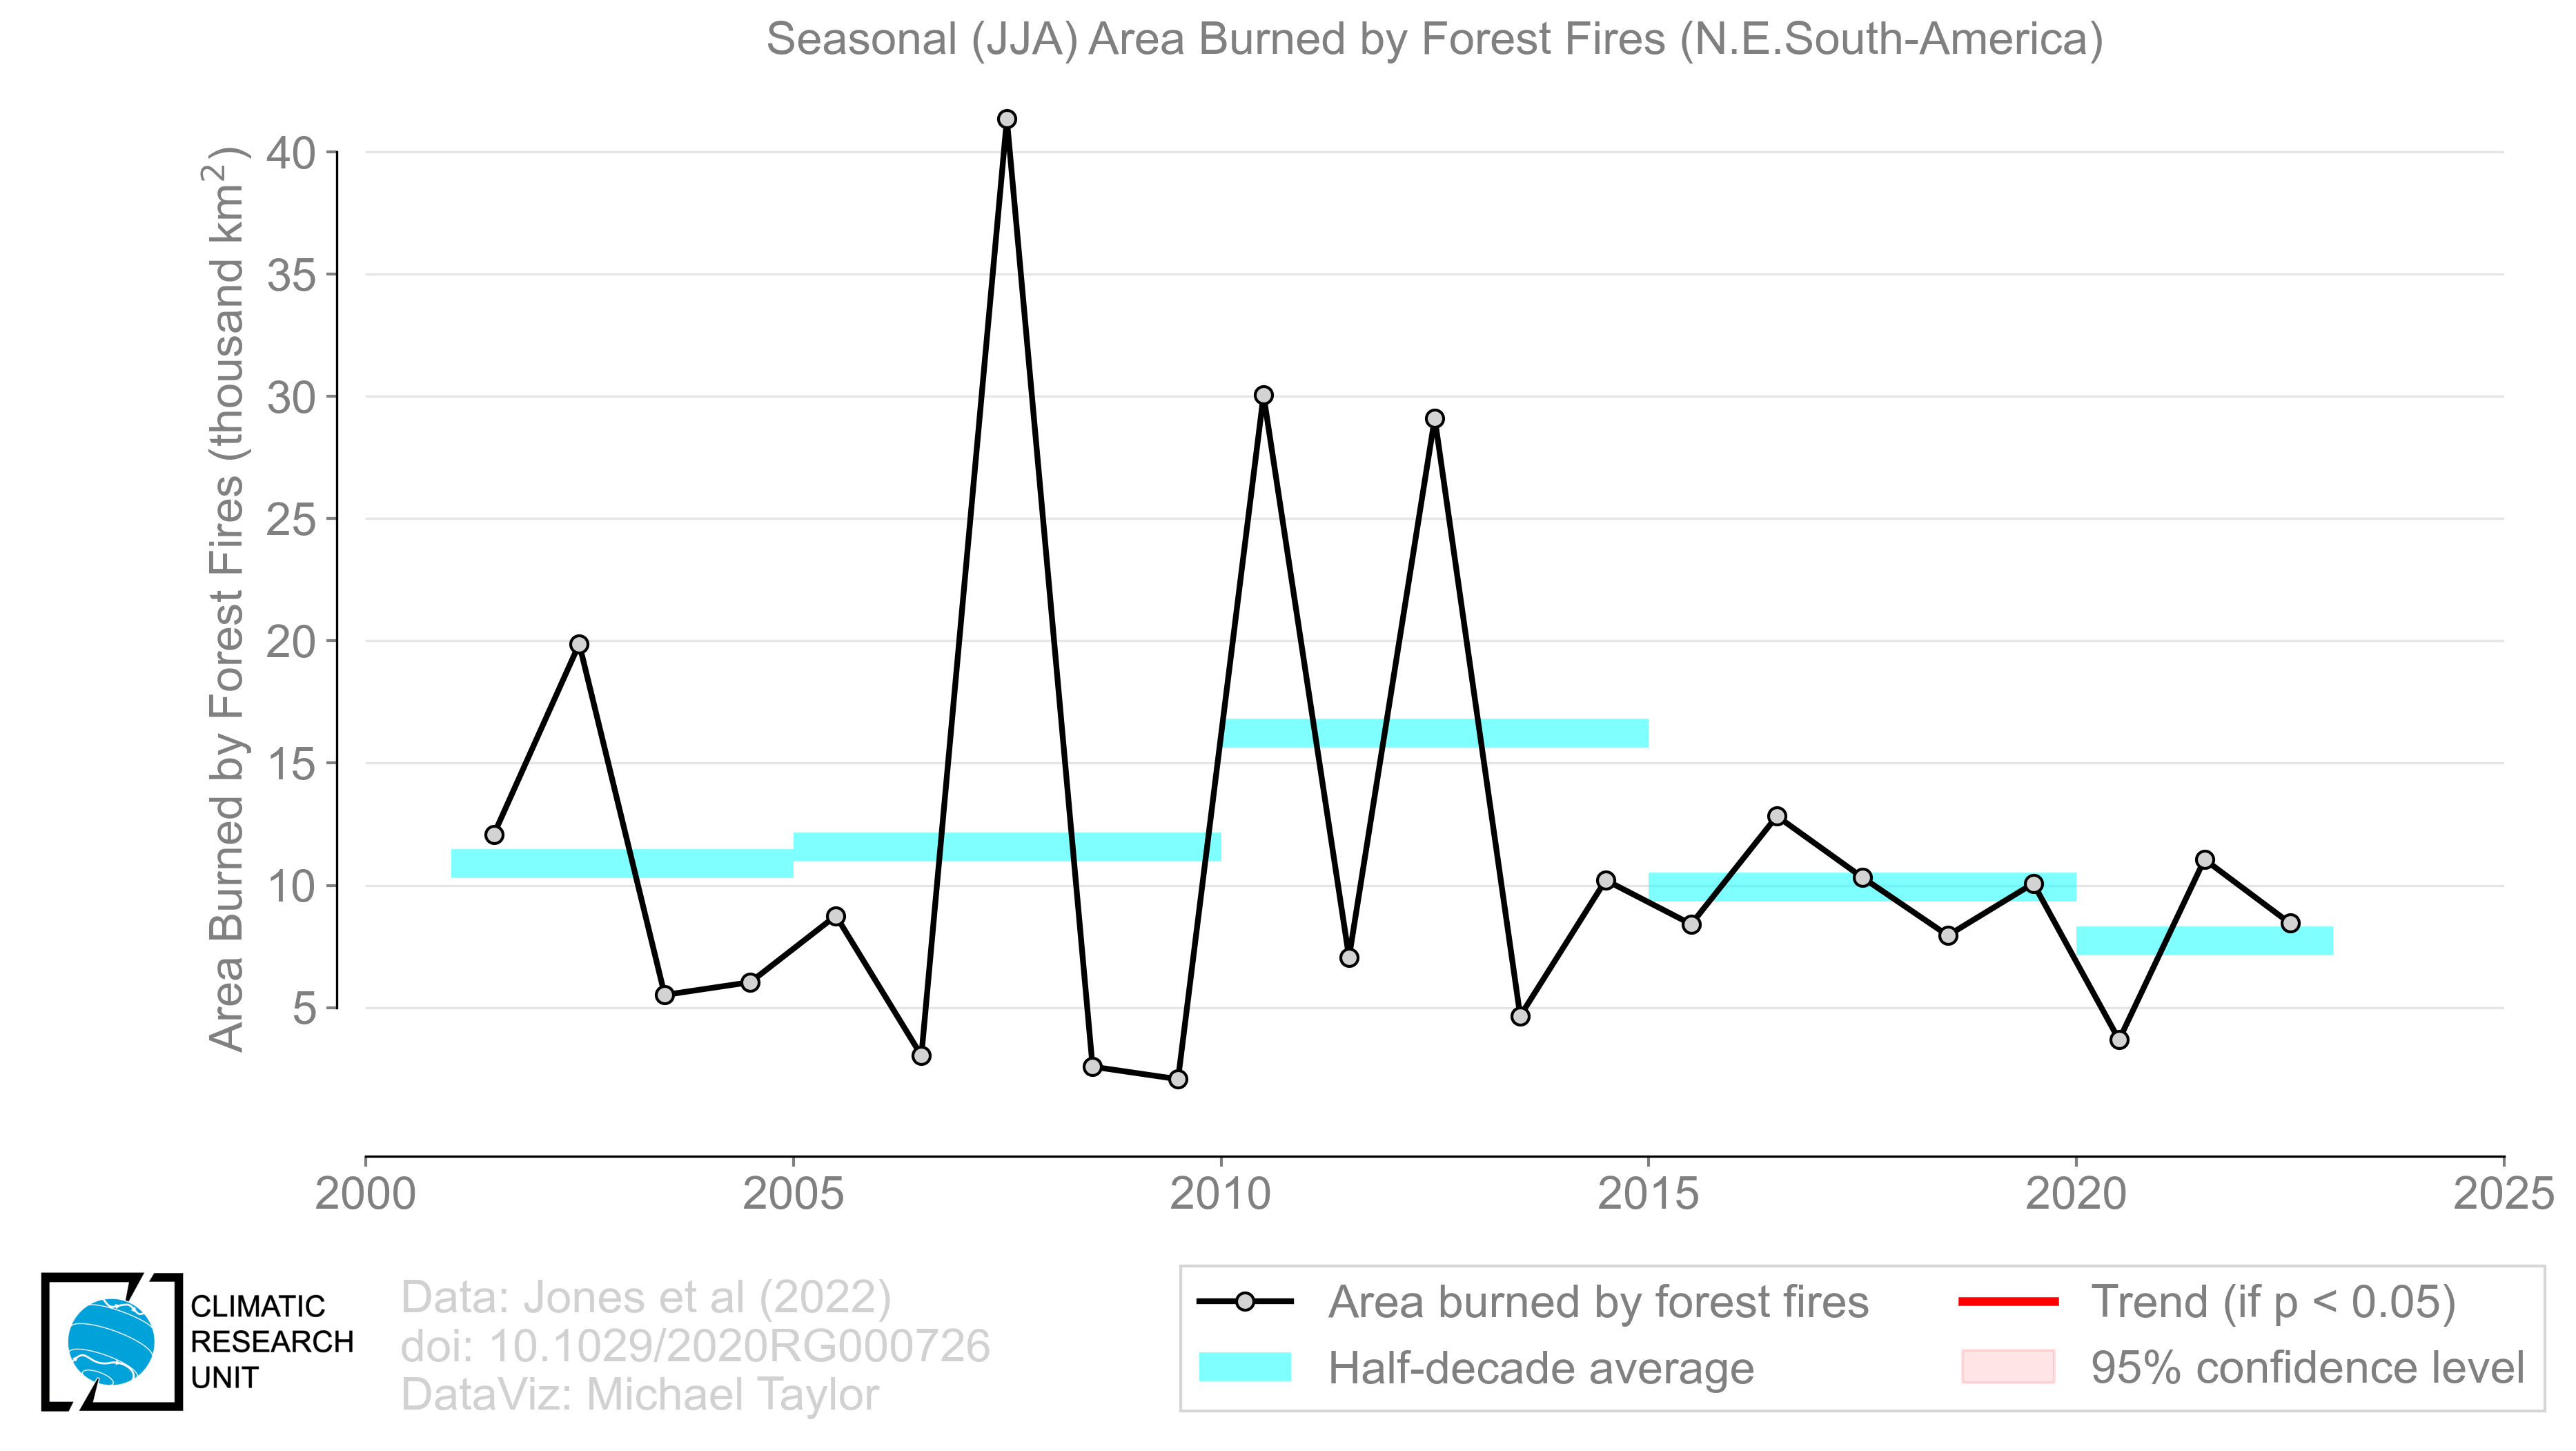 Seasonal (JJA) Area Burned by Forest Fires (N.E.South-America)
Area Burned by Forest Fires (thousand km²)
40
35
30
25
20
15
10
5
2000
2005
2010
2015
2020
2025
CLIMATIC
RESEARCH
UNIT
Data: Jones et al (2022)
doi: 10.1029/2020RG000726
DataViz: Michael Taylor
Area burned by forest fires
Half-decade average
Trend (if p < 0.05)
95% confidence level